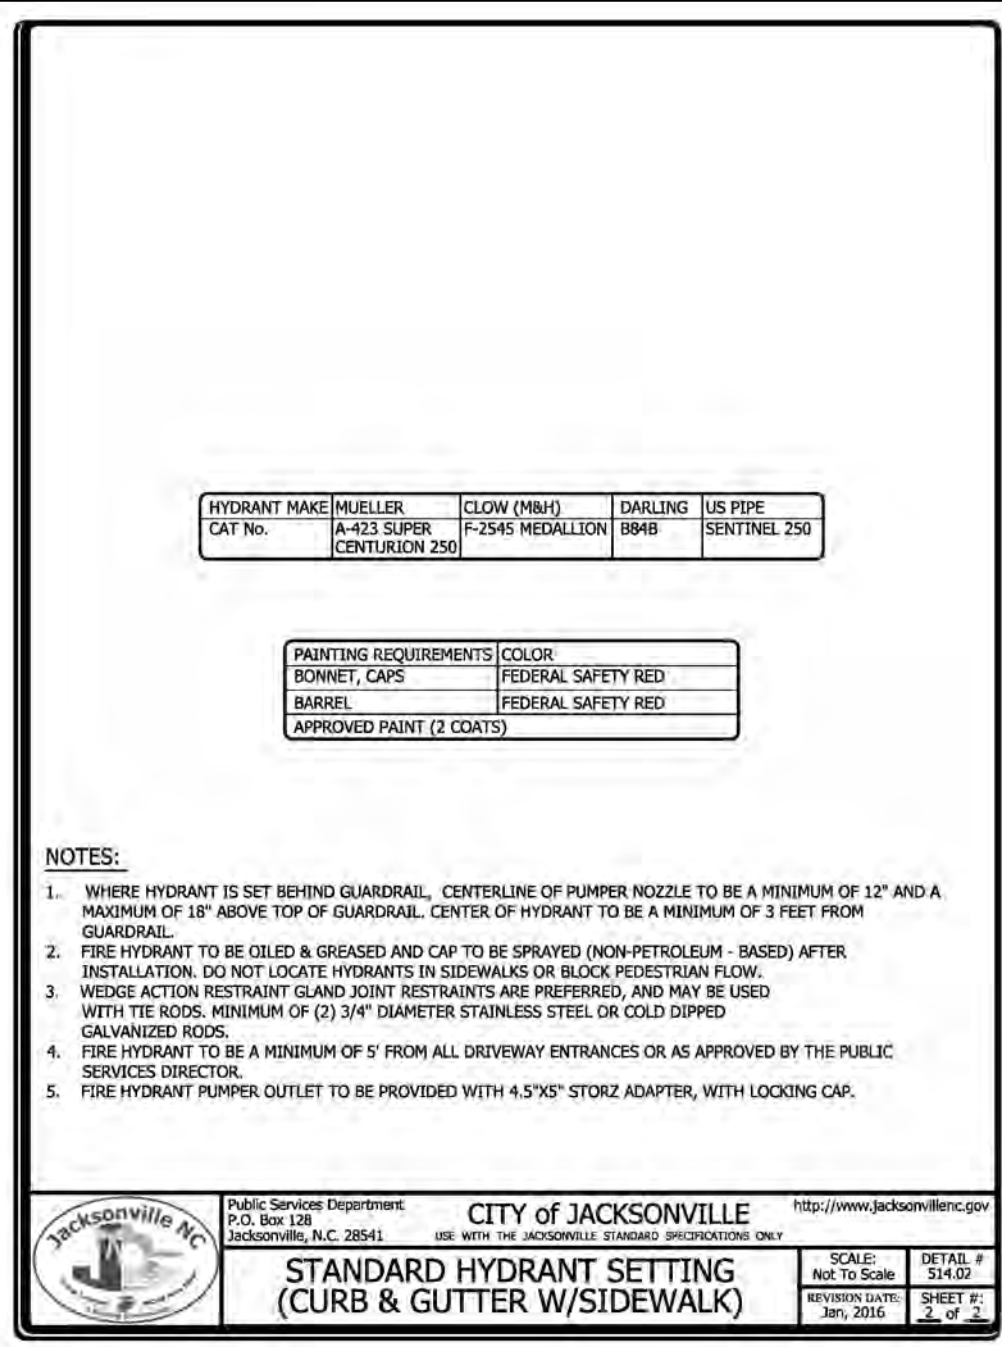 HYDRANT MAKE MUELLER CLOW (M&H) DARLING US PIPE
CAT No. A-423 SUPER CENTURION 250 F-2545 MEDALLION B84B SENTINEL 250
PAINTING REQUIREMENTS COLOR
BONNET, CAPS FEDERAL SAFETY RED
BARREL FEDERAL SAFETY RED
APPROVED PAINT (2 COATS)
NOTES:
1. WHERE HYDRANT IS SET BEHIND GUARDRAIL, CENTERLINE OF PUMPER NOZZLE TO BE A MINIMUM OF 12" AND A
MAXIMUM OF 18" ABOVE TOP OF GUARDRAIL. CENTER OF HYDRANT TO BE A MINIMUM OF 3 FEET FROM
GUARDRAIL.
2. FIRE HYDRANT TO BE OILED & GREASED AND CAP TO BE SPRAYED (NON-PETROLEUM - BASED) AFTER
INSTALLATION. DO NOT LOCATE HYDRANTS IN SIDEWALKS OR BLOCK PEDESTRIAN FLOW.
3. WEDGE ACTION RESTRAINT GLAND JOINT RESTRAINTS ARE PREFERRED, AND MAY BE USED
WITH TIE RODS. MINIMUM OF (2) 3/4" DIAMETER STAINLESS STEEL OR COLD DIPPED
GALVANIZED RODS.
4. FIRE HYDRANT TO BE A MINIMUM OF 5' FROM ALL DRIVEWAY ENTRANCES OR AS APPROVED BY THE PUBLIC
SERVICES DIRECTOR.
5. FIRE HYDRANT PUMPER OUTLET TO BE PROVIDED WITH 4.5"X5" STORZ ADAPTER, WITH LOCKING CAP.
Jacksonville NC
Public Services Department
P.O. Box 128
Jacksonville, N.C. 28541
CITY of JACKSONVILLE
USE WITH THE JACKSONVILLE STANDARD SPECIFICATIONS ONLY
http://www.jacksonvillenc.gov
STANDARD HYDRANT SETTING
(CURB & GUTTER W/SIDEWALK)
SCALE:
Not To Scale
DETAIL #
514.02
REVISION DATE:
Jan, 2016
SHEET #:
2 of 2